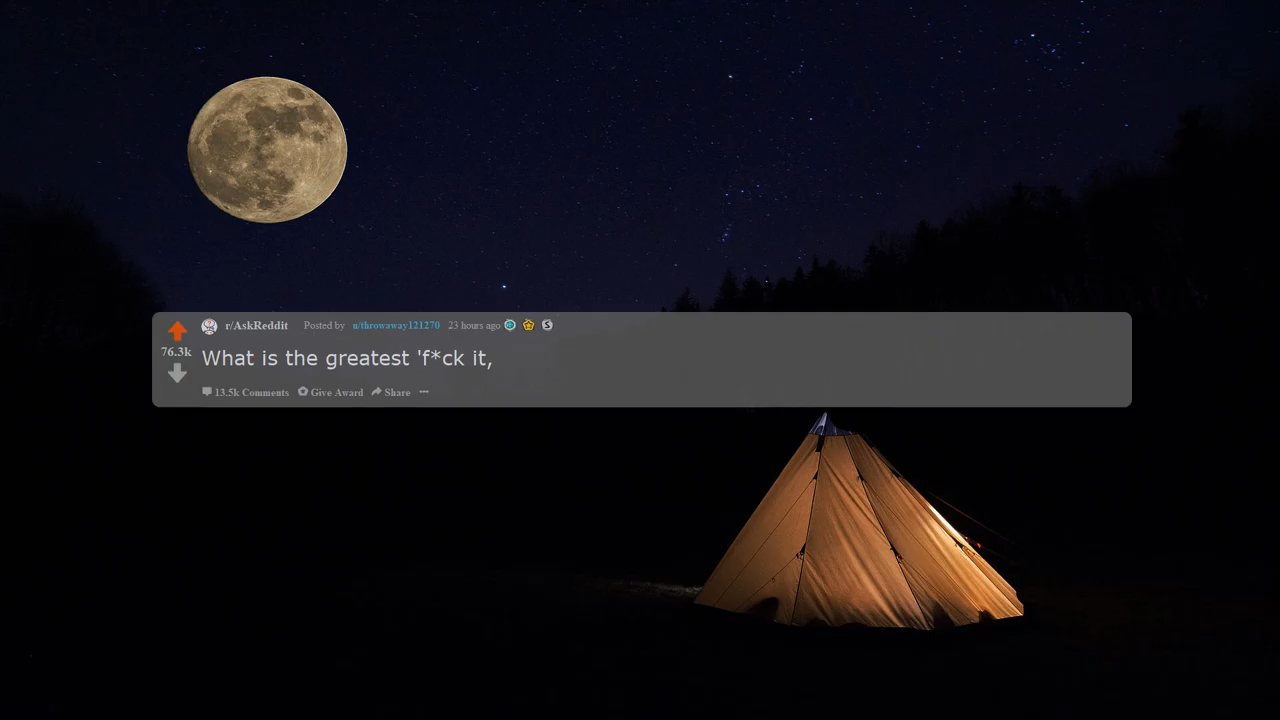 r/AskReddit Posted by u/throwaway121270 23 hours ago
76.3k
What is the greatest 'f*ck it,
13.5k Comments Give Award Share